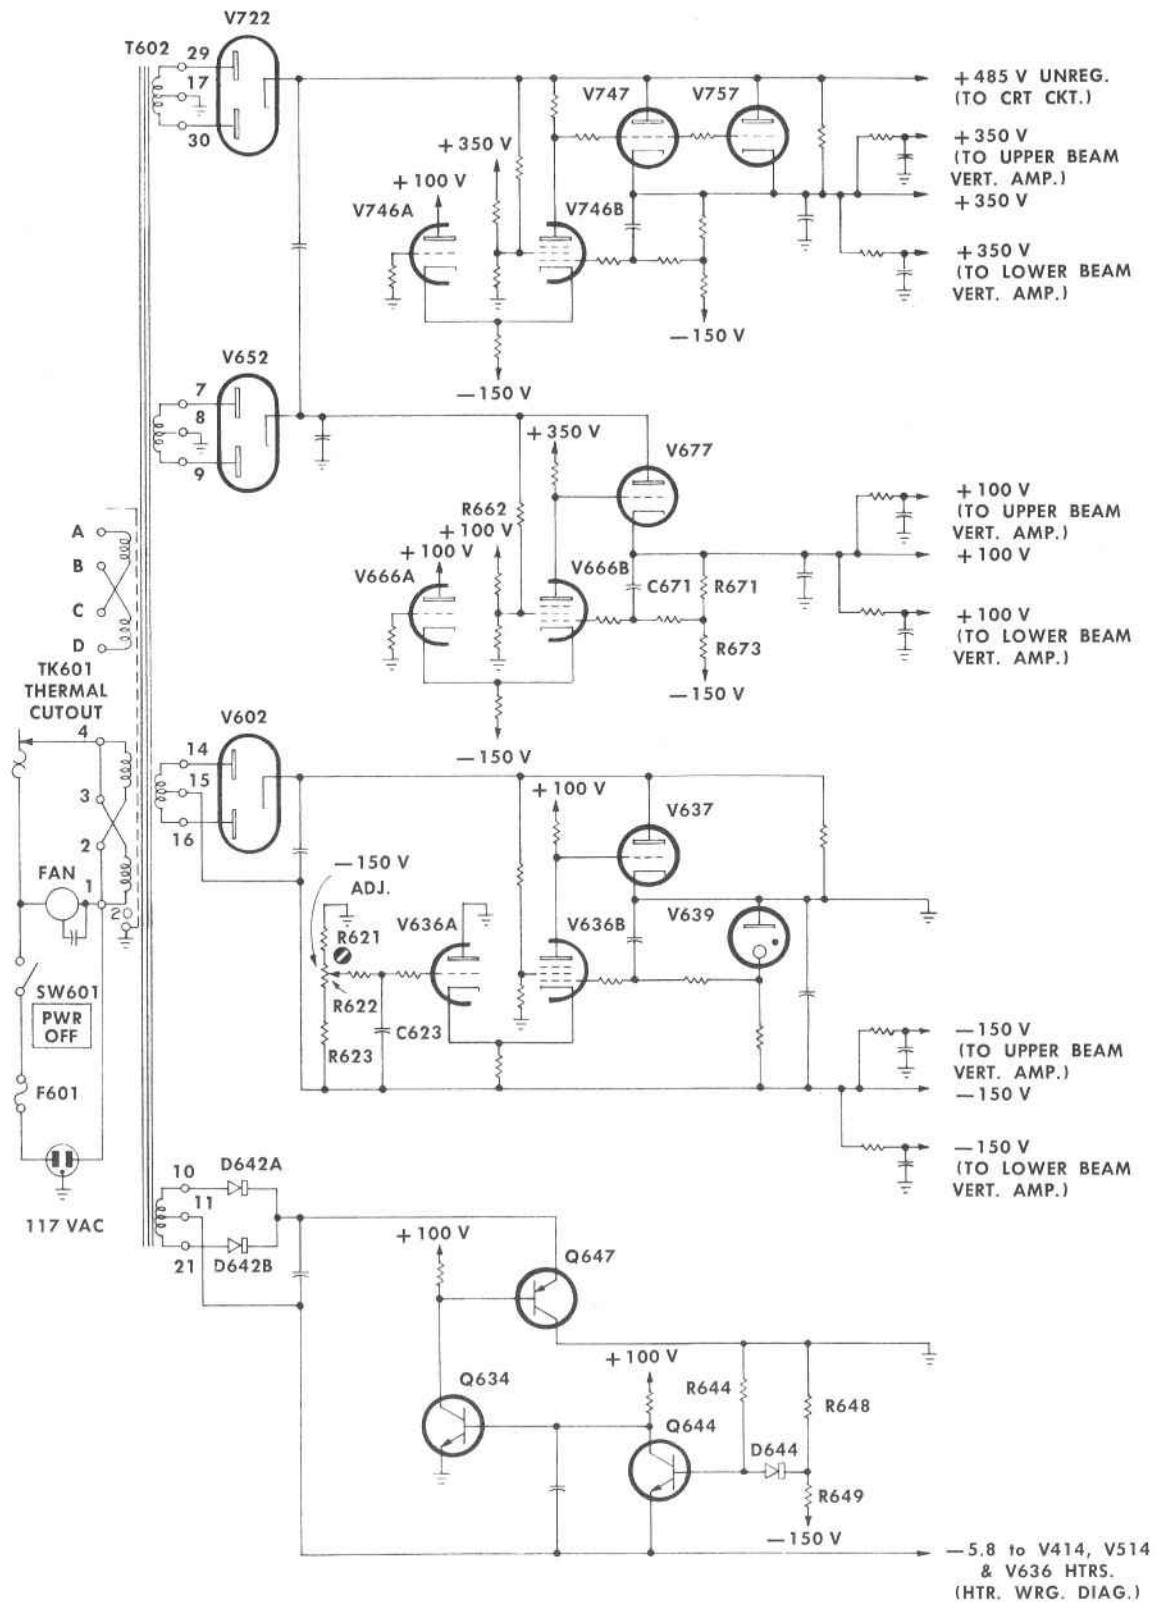 V722
T602
29
17
30
+485 V UNREG.
(TO CRT CKT.)
V747
V757
+350 V
(TO UPPER BEAM
VERT. AMP.)
+350 V
+100 V
V746A
V746B
+350 V
+350 V
(TO LOWER BEAM
VERT. AMP.)
—150 V
—150 V
V652
7
8
9
+350 V
V677
R662
+100 V
+100 V
V666A
V666B
C671
R671
R673
—150 V
—150 V
+100 V
(TO UPPER BEAM
VERT. AMP.)
+100 V
+100 V
(TO LOWER BEAM
VERT. AMP.)
A
B
C
D
TK601
THERMAL
CUTOUT
4
3
2
1
FAN
2
SW601
PWR
OFF
F601
117 VAC
V602
14
15
16
+100 V
V637
—150 V
ADJ.
R621
R622
R623
C623
V636A
V636B
V639
—150 V
(TO UPPER BEAM
VERT. AMP.)
—150 V
—150 V
(TO LOWER BEAM
VERT. AMP.)
10
11
21
D642A
D642B
+100 V
Q647
Q634
+100 V
Q644
R644
R648
D644
R649
—150 V
—5.8 to V414, V514
& V636 HTRS.
(HTR. WRG. DIAG.)